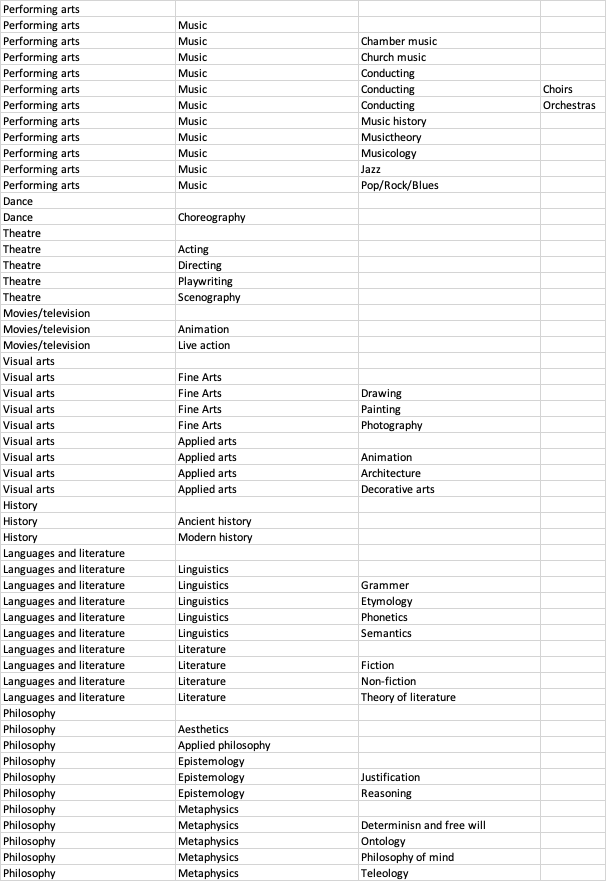 Performing arts
Performing arts Music
Performing arts Music Chamber music
Performing arts Music Church music
Performing arts Music Conducting
Performing arts Music Conducting Choirs
Performing arts Music Conducting Orchestras
Performing arts Music Music history
Performing arts Music Musictheory
Performing arts Music Musicology
Performing arts Music Jazz
Performing arts Music Pop/Rock/Blues
Dance
Dance Choreography
Theatre
Theatre Acting
Theatre Directing
Theatre Playwriting
Theatre Scenography
Movies/television
Movies/television Animation
Movies/television Live action
Visual arts
Visual arts Fine Arts
Visual arts Fine Arts Drawing
Visual arts Fine Arts Painting
Visual arts Fine Arts Photography
Visual arts Applied arts
Visual arts Applied arts Animation
Visual arts Applied arts Architecture
Visual arts Applied arts Decorative arts
History
History Ancient history
History Modern history
Languages and literature
Languages and literature Linguistics
Languages and literature Linguistics Grammer
Languages and literature Linguistics Etymology
Languages and literature Linguistics Phonetics
Languages and literature Linguistics Semantics
Languages and literature Literature
Languages and literature Literature Fiction
Languages and literature Literature Non-fiction
Languages and literature Literature Theory of literature
Philosophy
Philosophy Aesthetics
Philosophy Applied philosophy
Philosophy Epistemology
Philosophy Epistemology Justification
Philosophy Epistemology Reasoning
Philosophy Metaphysics
Philosophy Metaphysics Determinisn and free will
Philosophy Metaphysics Ontology
Philosophy Metaphysics Philosophy of mind
Philosophy Metaphysics Teleology